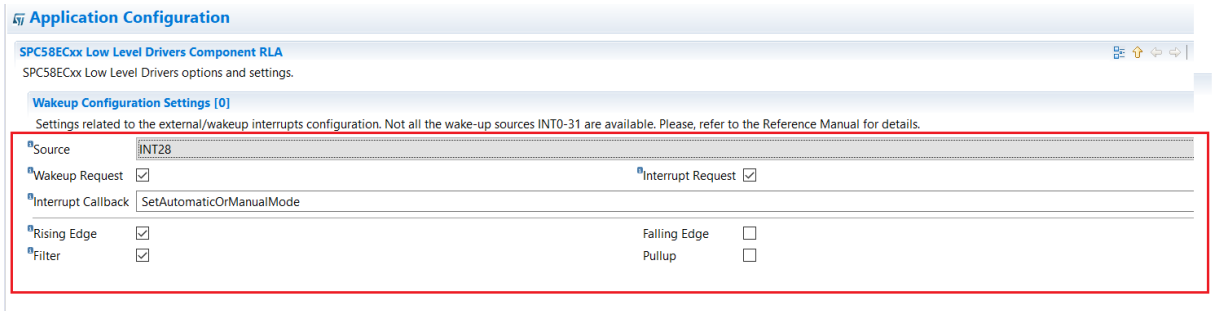 Application Configuration
SPC58ECxx Low Level Drivers Component RLA
SPC58ECxx Low Level Drivers options and settings.
Wakeup Configuration Settings [0]
Settings related to the external/wakeup interrupts configuration. Not all the wake-up sources INT0-31 are available. Please, refer to the Reference Manual for details.
Source INT28
Wakeup Request Interrupt Request
Interrupt Callback SetAutomaticOrManualMode
Rising Edge Falling Edge
Filter Pullup